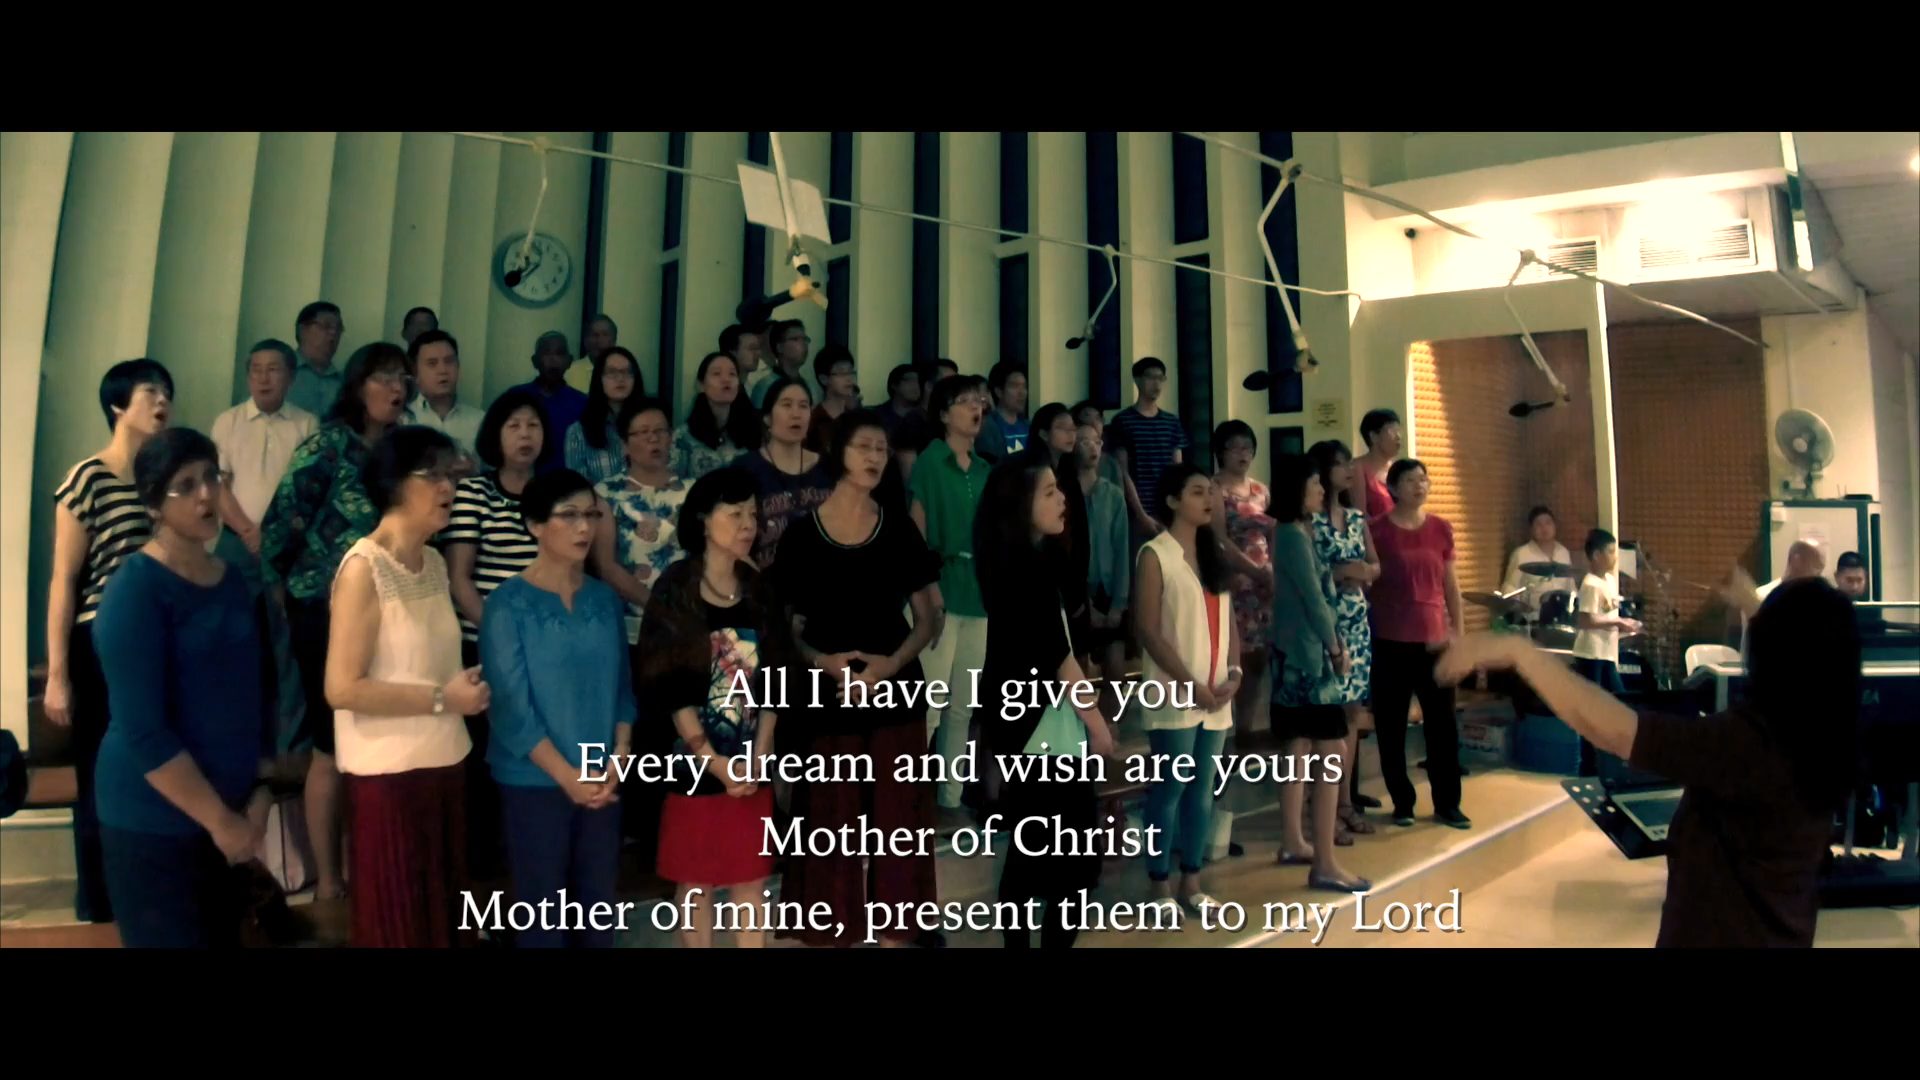 All I have I give you
Every dream and wish are yours
Mother of Christ
Mother of mine, present them to my Lord